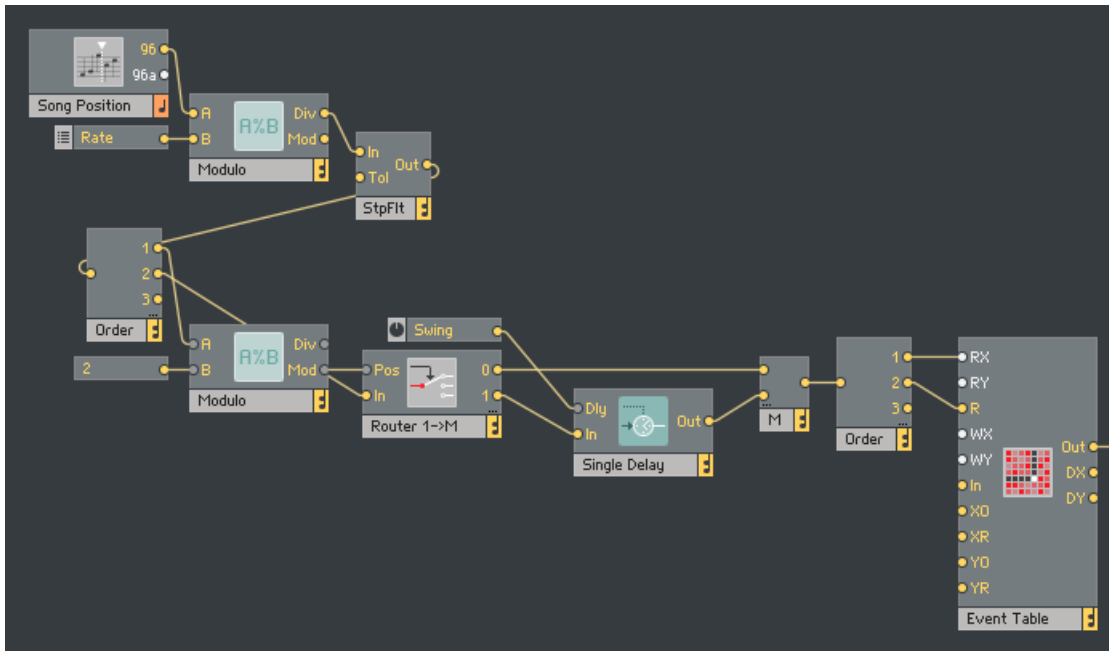 96
96a
Song Position
Rate
A
B
A%B
Div
Mod
Modulo
In
Tol
Out
StpFlt
1
2
3
Order
2
A
B
A%B
Div
Mod
Modulo
Swing
Pos
In
0
1
Router 1->M
Dly
In
Out
Single Delay
M
1
2
3
Order
RX
RY
R
WX
WY
In
XO
XR
YO
YR
Out
DX
DY
Event Table